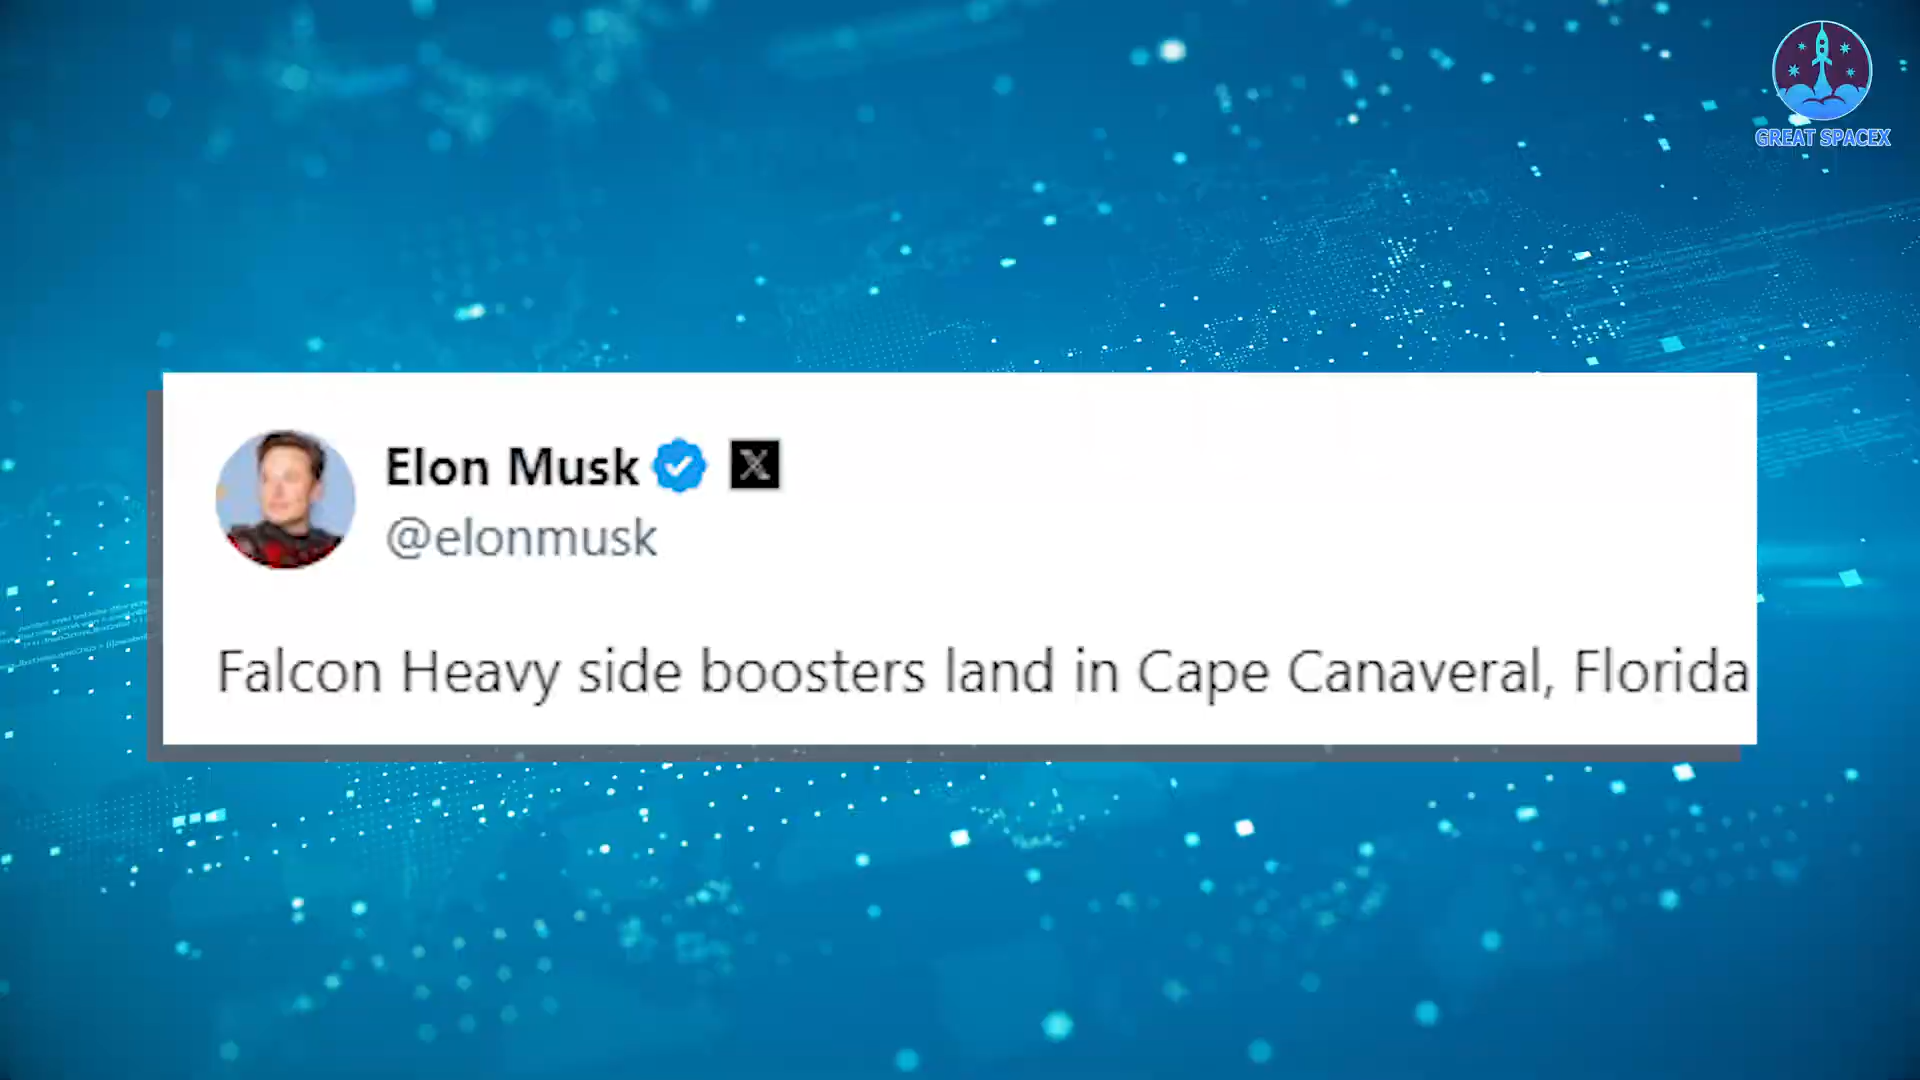 GREAT SPACEX
Elon Musk
@elonmusk
Falcon Heavy side boosters land in Cape Canaveral, Florida